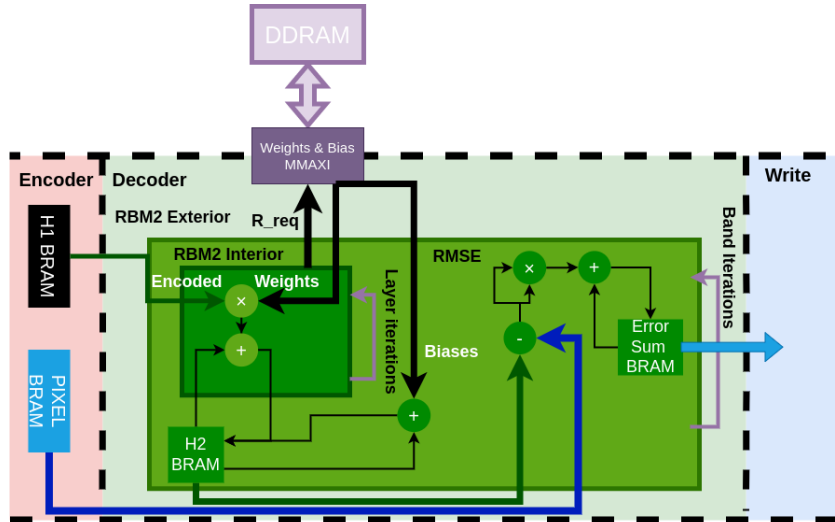 DDRAM
Weights & Bias
MMAXI
Encoder
Decoder
Write
RBM2 Exterior
R_req
H1 BRAM
RBM2 Interior
RMSE
Band Iterations
Encoded
Weights
×
+
Layer iterations
×
+
-
Error
Sum
BRAM
Biases
PIXEL
BRAM
+
H2
BRAM